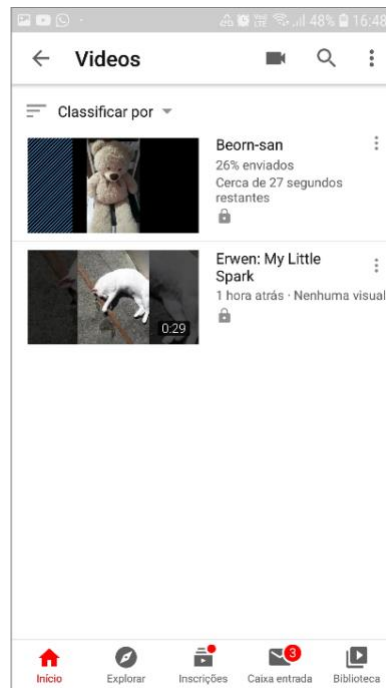 48% 16:48
Videos
Classificar por
Beorn-san
26% enviados
Cerca de 27 segundos
restantes
Erwen: My Little
Spark
1 hora atrás · Nenhuma visual
0:29
3
Início
Explorar
Inscrições
Caixa entrada
Biblioteca